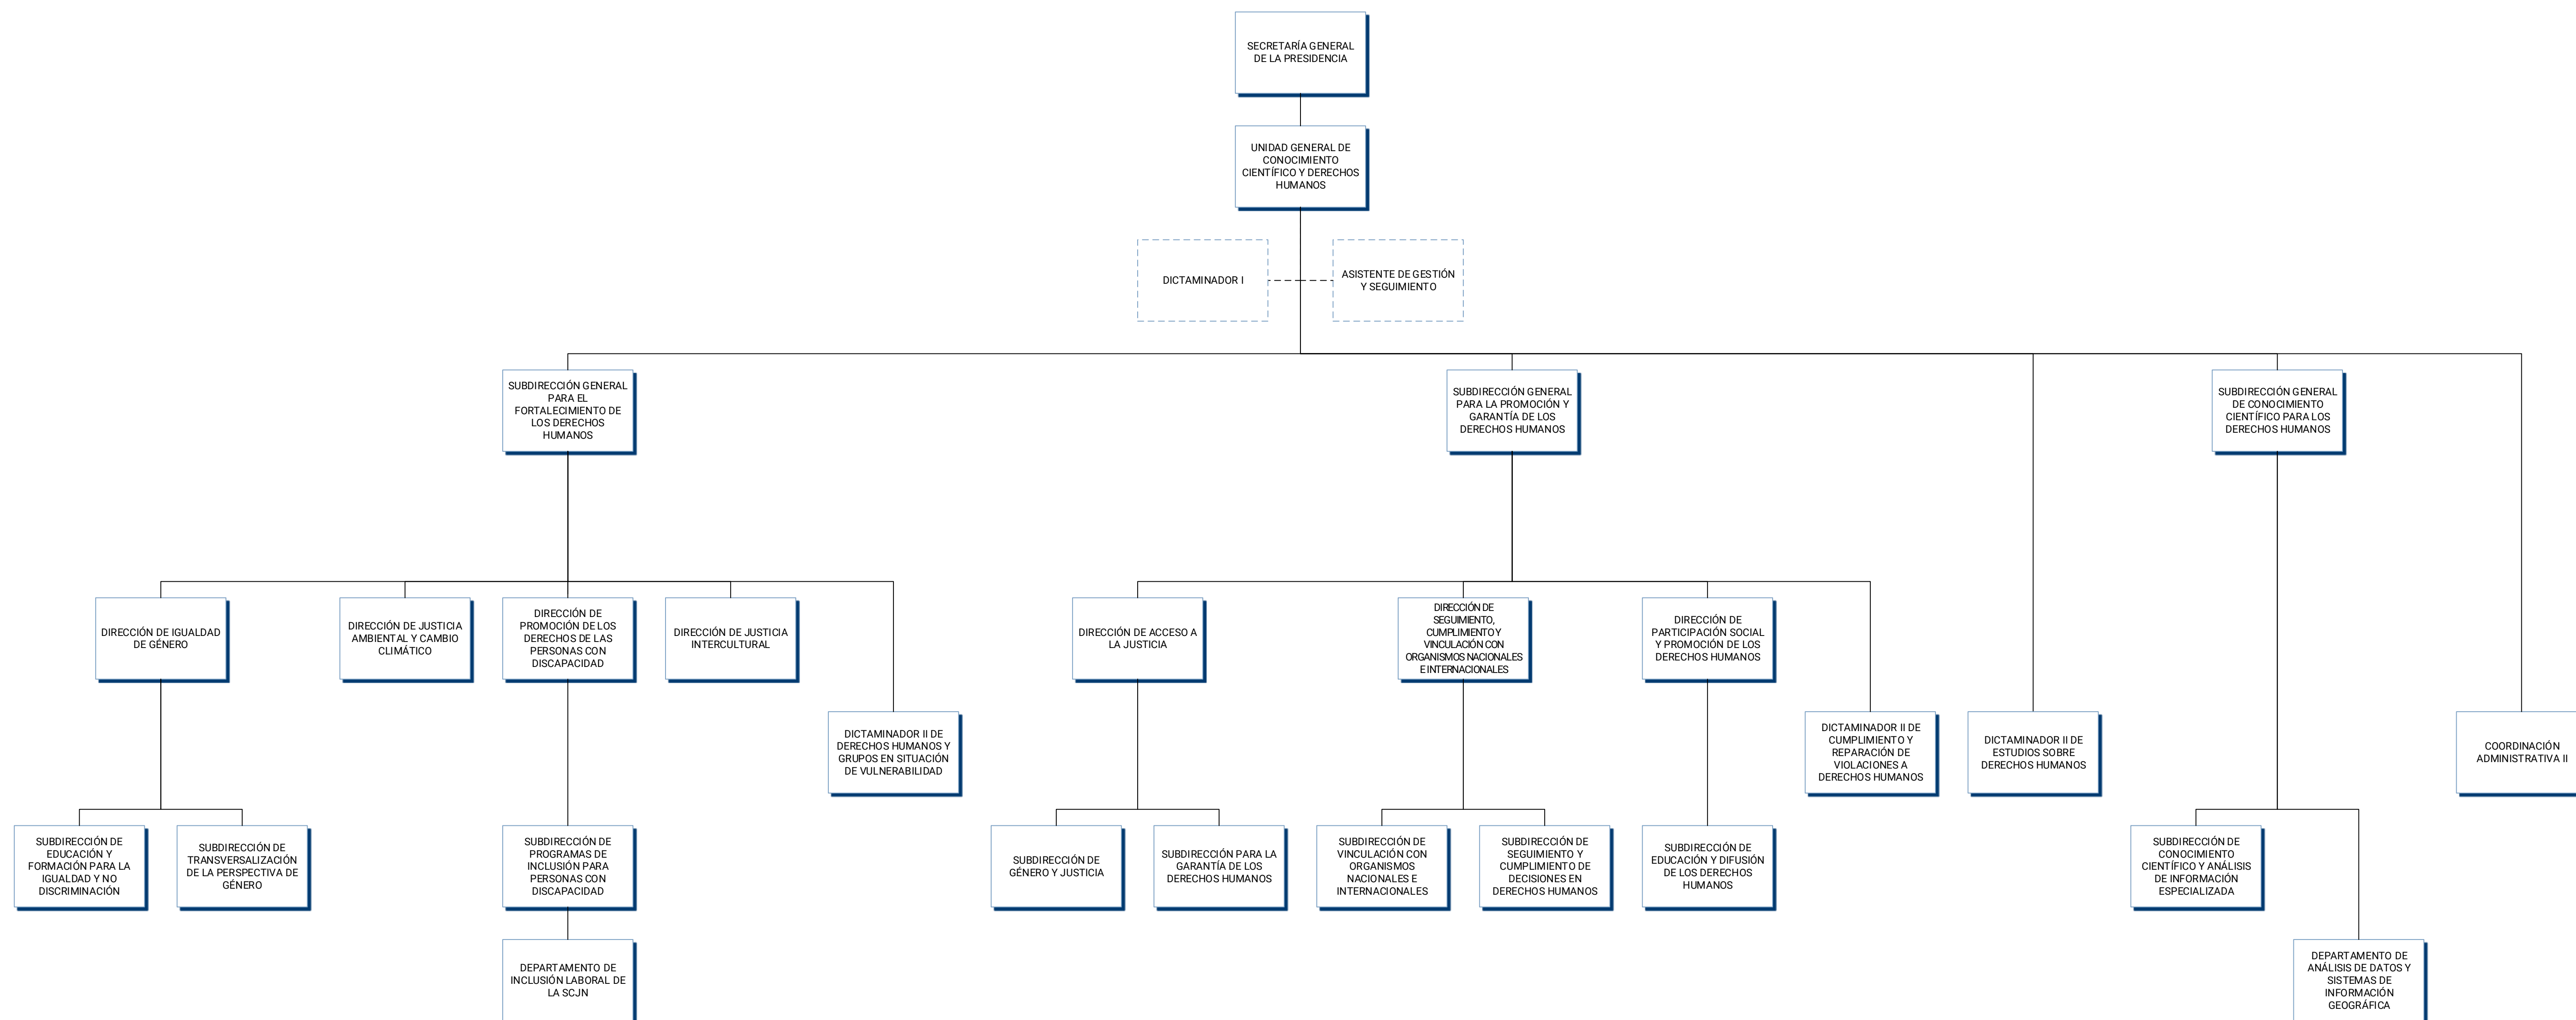 SECRETARÍA GENERAL
DE LA PRESIDENCIA
UNIDAD GENERAL DE
CONOCIMIENTO
CIENTÍFICO Y DERECHOS
HUMANOS
DICTAMINADOR I
ASISTENTE DE GESTIÓN
Y SEGUIMIENTO
SUBDIRECCIÓN GENERAL
PARA EL
FORTALECIMIENTO DE
LOS DERECHOS
HUMANOS
SUBDIRECCIÓN GENERAL
PARA LA PROMOCIÓN Y
GARANTÍA DE LOS
DERECHOS HUMANOS
SUBDIRECCIÓN GENERAL
DE CONOCIMIENTO
CIENTÍFICO PARA LOS
DERECHOS HUMANOS
DIRECCIÓN DE IGUALDAD
DE GÉNERO
DIRECCIÓN DE JUSTICIA
AMBIENTAL Y CAMBIO
CLIMÁTICO
DIRECCIÓN DE
PROMOCIÓN DE LOS
DERECHOS DE LAS
PERSONAS CON
DISCAPACIDAD
DIRECCIÓN DE JUSTICIA
INTERCULTURAL
DIRECCIÓN DE ACCESO A
LA JUSTICIA
DIRECCIÓN DE
SEGUIMIENTO,
CUMPLIMIENTO Y
VINCULACIÓN CON
ORGANISMOS NACIONALES
E INTERNACIONALES
DIRECCIÓN DE
PARTICIPACIÓN SOCIAL
Y PROMOCIÓN DE LOS
DERECHOS HUMANOS
DICTAMINADOR II DE
DERECHOS HUMANOS Y
GRUPOS EN SITUACIÓN
DE VULNERABILIDAD
DICTAMINADOR II DE
CUMPLIMIENTO Y
REPARACIÓN DE
VIOLACIONES A
DERECHOS HUMANOS
DICTAMINADOR II DE
ESTUDIOS SOBRE
DERECHOS HUMANOS
COORDINACIÓN
ADMINISTRATIVA II
SUBDIRECCIÓN DE
EDUCACIÓN Y
FORMACIÓN PARA LA
IGUALDAD Y NO
DISCRIMINACIÓN
SUBDIRECCIÓN DE
TRANSVERSALIZACIÓN
DE LA PERSPECTIVA DE
GÉNERO
SUBDIRECCIÓN DE
PROGRAMAS DE
INCLUSIÓN PARA
PERSONAS CON
DISCAPACIDAD
SUBDIRECCIÓN DE
GÉNERO Y JUSTICIA
SUBDIRECCIÓN PARA LA
GARANTÍA DE LOS
DERECHOS HUMANOS
SUBDIRECCIÓN DE
VINCULACIÓN CON
ORGANISMOS
NACIONALES E
INTERNACIONALES
SUBDIRECCIÓN DE
SEGUIMIENTO Y
CUMPLIMIENTO DE
DECISIONES EN
DERECHOS HUMANOS
SUBDIRECCIÓN DE
EDUCACIÓN Y DIFUSIÓN
DE LOS DERECHOS
HUMANOS
SUBDIRECCIÓN DE
CONOCIMIENTO
CIENTÍFICO Y ANÁLISIS
DE INFORMACIÓN
ESPECIALIZADA
DEPARTAMENTO DE
INCLUSIÓN LABORAL DE
LA SCJN
DEPARTAMENTO DE
ANÁLISIS DE DATOS Y
SISTEMAS DE
INFORMACIÓN
GEOGRÁFICA